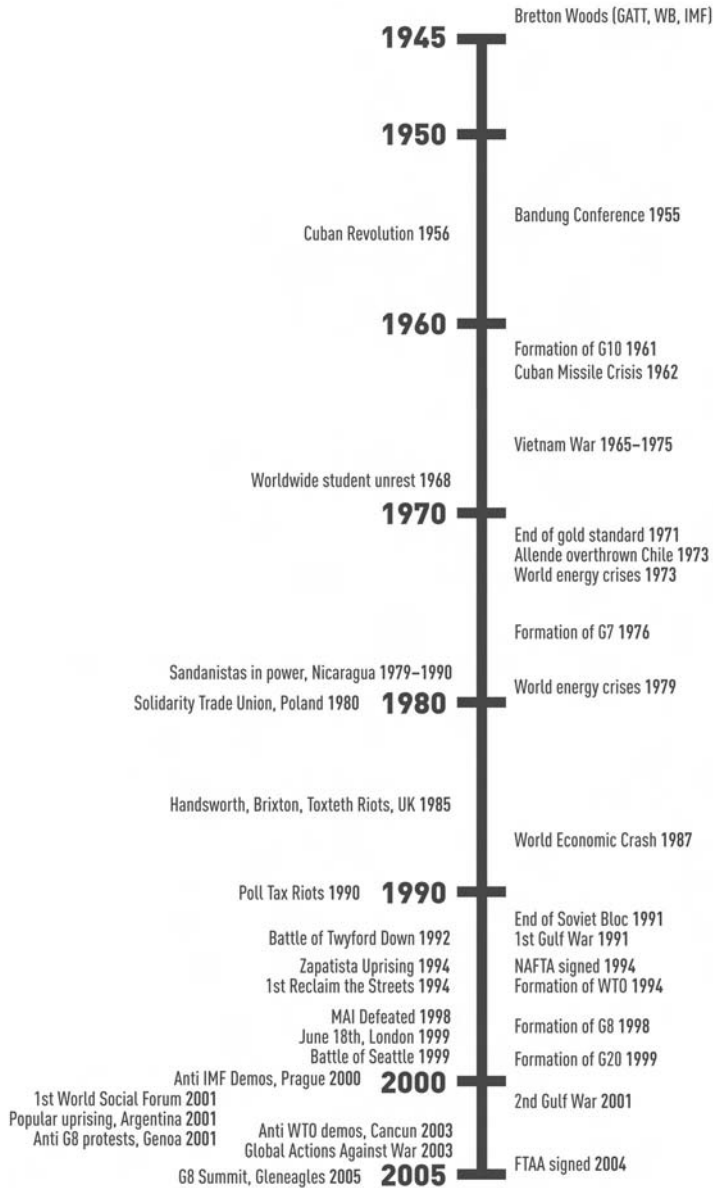 Bretton Woods (GATT, WB, IMF)
1945
1950
Bandung Conference 1955
Cuban Revolution 1956
1960
Formation of G10 1961
Cuban Missile Crisis 1962
Vietnam War 1965–1975
Worldwide student unrest 1968
1970
End of gold standard 1971
Allende overthrown Chile 1973
World energy crises 1973
Formation of G7 1976
Sandanistas in power, Nicaragua 1979–1990
World energy crises 1979
Solidarity Trade Union, Poland 1980
1980
Handsworth, Brixton, Toxteth Riots, UK 1985
World Economic Crash 1987
Poll Tax Riots 1990
1990
End of Soviet Bloc 1991
Battle of Twyford Down 1992
1st Gulf War 1991
Zapatista Uprising 1994
NAFTA signed 1994
1st Reclaim the Streets 1994
Formation of WTO 1994
MAI Defeated 1998
Formation of G8 1998
June 18th, London 1999
Battle of Seattle 1999
Formation of G20 1999
Anti IMF Demos, Prague 2000
2000
1st World Social Forum 2001
2nd Gulf War 2001
Popular uprising, Argentina 2001
Anti G8 protests, Genoa 2001
Anti WTO demos, Cancun 2003
Global Actions Against War 2003
FTAA signed 2004
G8 Summit, Gleneagles 2005
2005